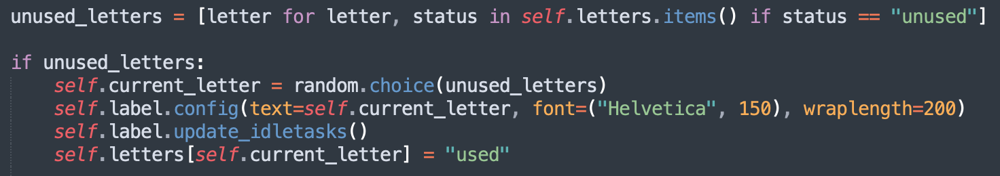 unused_letters = [letter for letter, status in self.letters.items() if status == "unused"]

if unused_letters:
    self.current_letter = random.choice(unused_letters)
    self.label.config(text=self.current_letter, font=("Helvetica", 150), wraplength=200)
    self.label.update_idletasks()
    self.letters[self.current_letter] = "used"